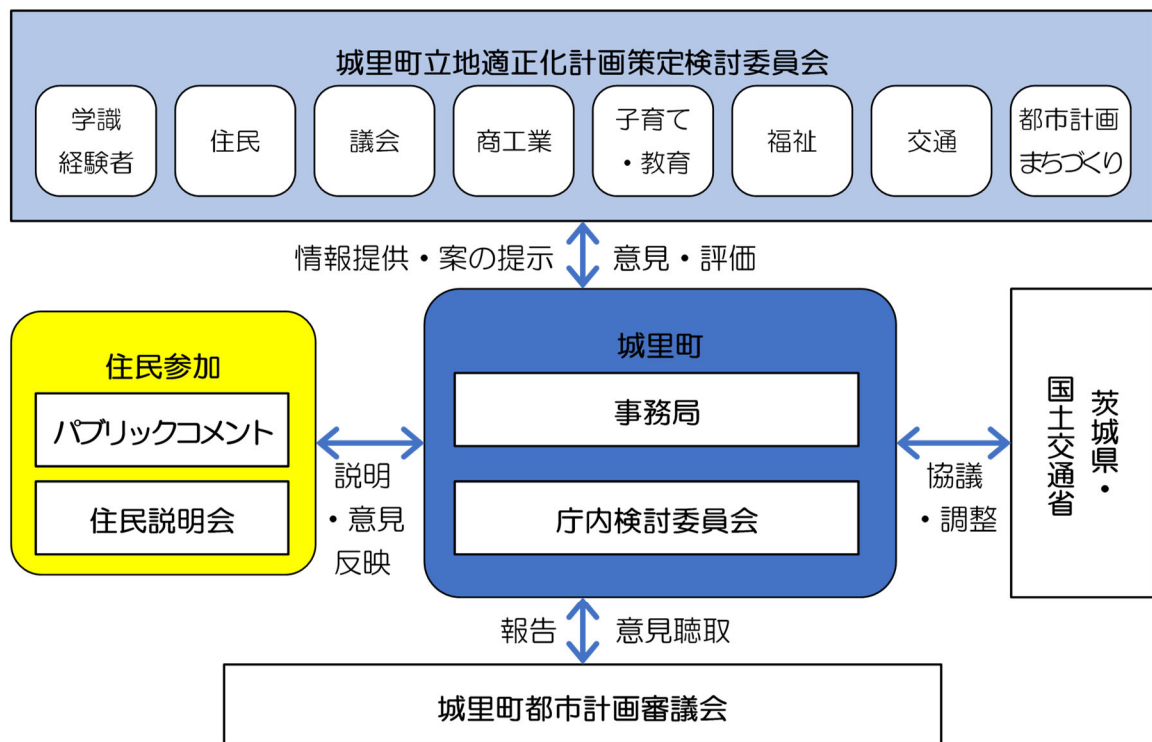 城里町立地適正化計画策定検討委員会
学識
経験者
住民
議会
商工業
子育て
・教育
福祉
交通
都市計画
まちづくり
情報提供・案の提示
意見・評価
住民参加
パブリックコメント
住民説明会
説明
・意見
反映
城里町
事務局
庁内検討委員会
協議
・調整
茨城県・
国土交通省
報告
意見聴取
城里町都市計画審議会